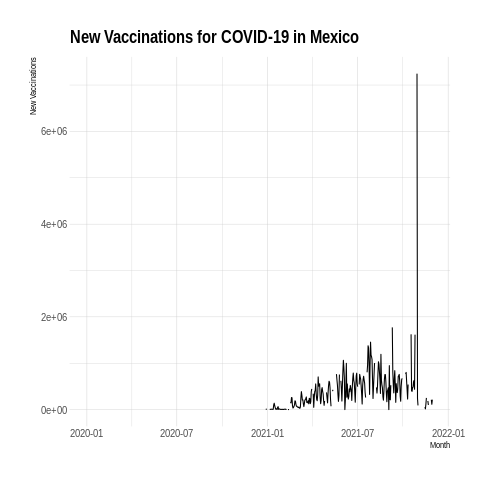 New Vaccinations for COVID-19 in Mexico
New Vaccinations
6e+06
4e+06
2e+06
0e+00
2020-01
2020-07
2021-01
2021-07
2022-01
Month